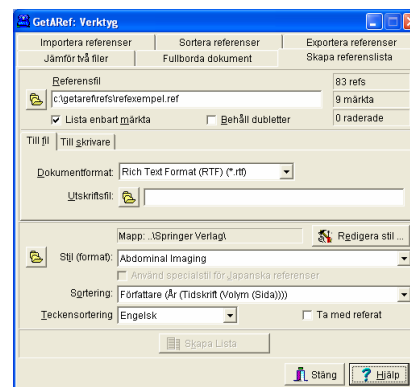 GetARef: Verktyg
Importera referenser Sortera referenser Exportera referenser
Jämför två filer Fullborda dokument Skapa referenslista
Referensfil
83 refs
c:\getaref\refs\refexempel.ref
9 märkta
Lista enbart märkta Behåll dubletter
0 raderade
Till fil Till skrivare
Dokumentformat: Rich Text Format (RTF) (*.rtf)
Utskriftsfil:
Mapp: ..\Springer Verlag\ Redigera stil ...
Stil (format): Abdominal Imaging
Använd specialstil för Japanska referenser
Sortering: Författare (År (Tidskrift (Volym (Sida))))
Teckensortering Engelsk Ta med referat
Skapa Lista
Stäng Hjälp